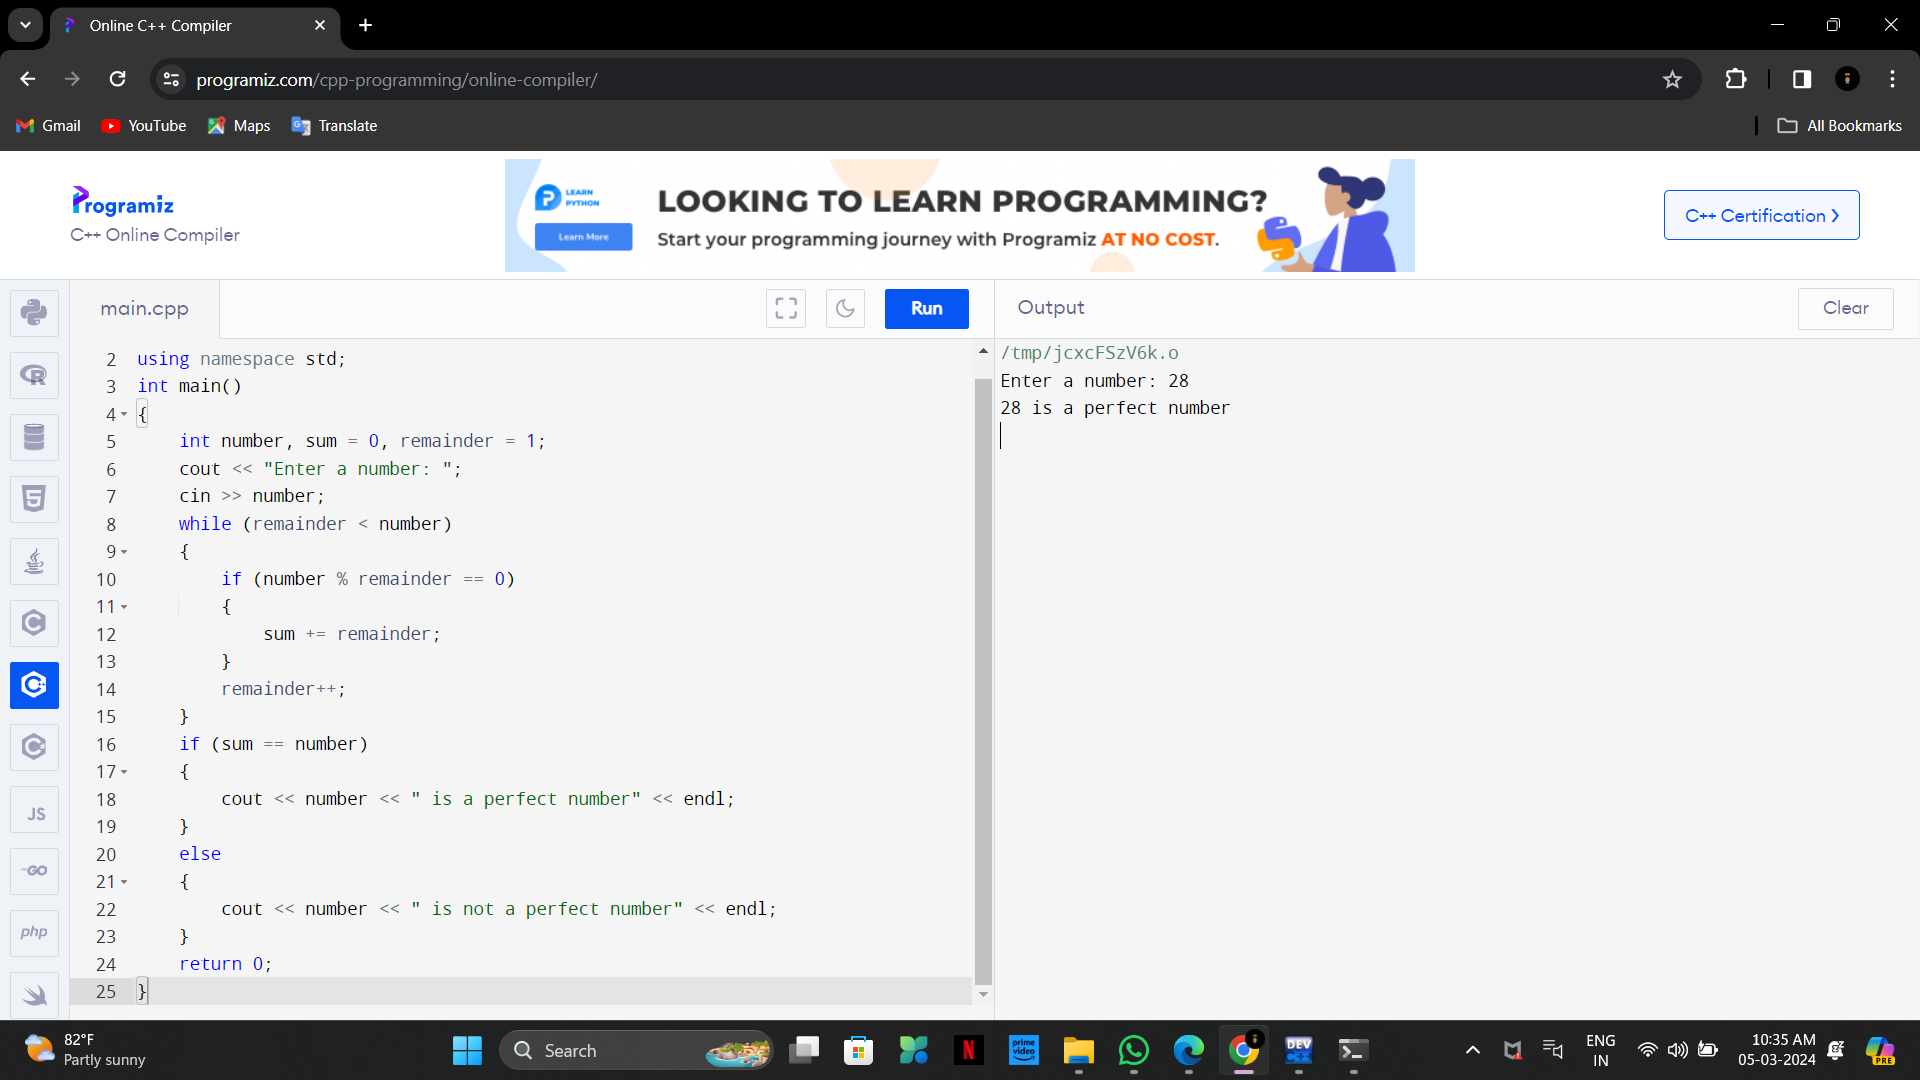 Online C++ Compiler
programiz.com/cpp-programming/online-compiler/
Gmail YouTube Maps Translate All Bookmarks
Programiz
C++ Online Compiler
LEARN PYTHON
Learn More
LOOKING TO LEARN PROGRAMMING?
Start your programming journey with Programiz AT NO COST.
C++ Certification ❯
main.cpp
Run
Output
Clear
2 using namespace std;
3 int main()
4 {
5 int number, sum = 0, remainder = 1;
6 cout << "Enter a number: ";
7 cin >> number;
8 while (remainder < number)
9 {
10 if (number % remainder == 0)
11 {
12 sum += remainder;
13 }
14 remainder++;
15 }
16 if (sum == number)
17 {
18 cout << number << " is a perfect number" << endl;
19 }
20 else
21 {
22 cout << number << " is not a perfect number" << endl;
23 }
24 return 0;
25 }
/tmp/jcxcFSzV6k.o
Enter a number: 28
28 is a perfect number
JS
GO
php
82°F
Partly sunny
Search
prime video
DEV C++
ENG
IN
10:35 AM
05-03-2024
PRE